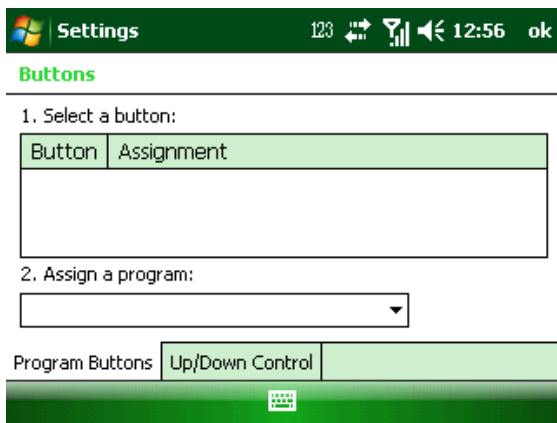 Settings 123 12:56 ok
Buttons
1. Select a button:
Button Assignment
2. Assign a program:
Program Buttons Up/Down Control